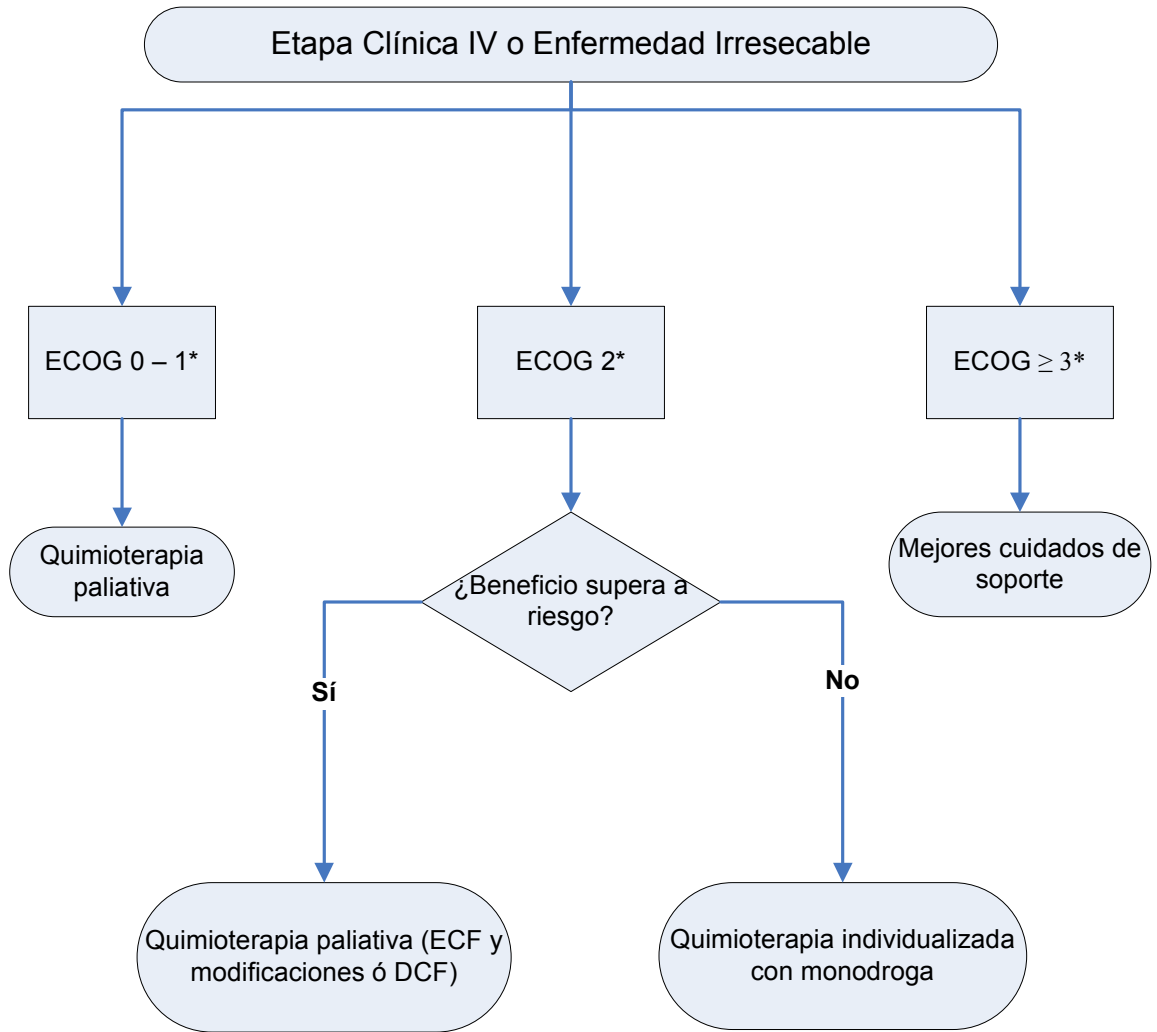 Etapa Clínica IV o Enfermedad Irresecable
ECOG 0 – 1*
ECOG 2*
ECOG ≥ 3*
Quimioterapia
paliativa
¿Beneficio supera a
riesgo?
Mejores cuidados de
soporte
Sí
No
Quimioterapia paliativa (ECF y
modificaciones ó DCF)
Quimioterapia individualizada
con monodroga